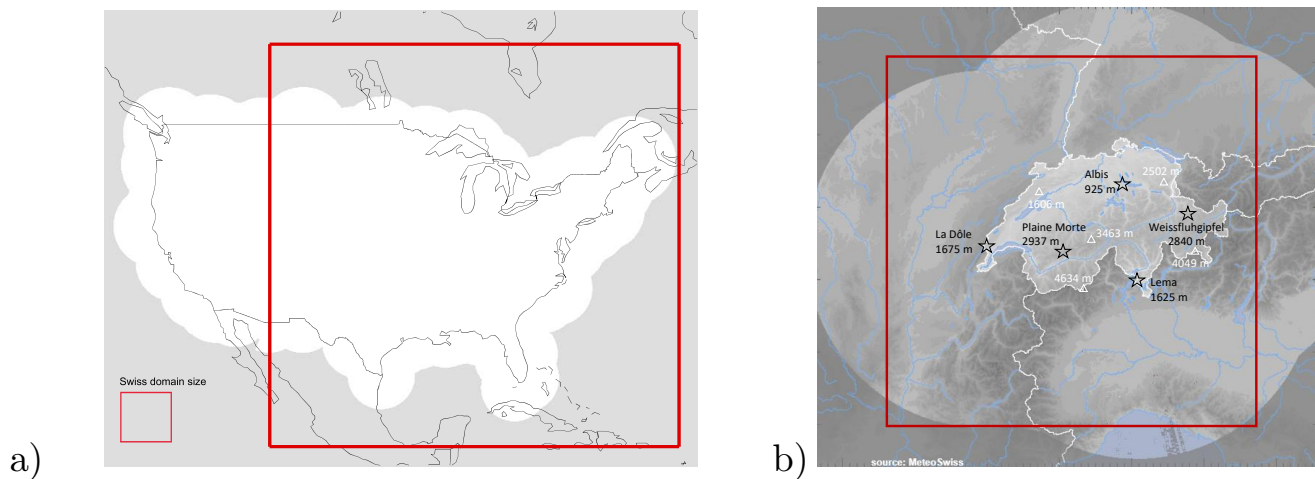 Swiss domain size
a)
Albis
925 m
2502 m
1606 m
La Dôle
1675 m
Plaine Morte
2937 m
3463 m
Weissfluhgipfel
2840 m
4049 m
4634 m
Lema
1625 m
source: MeteoSwiss
b)